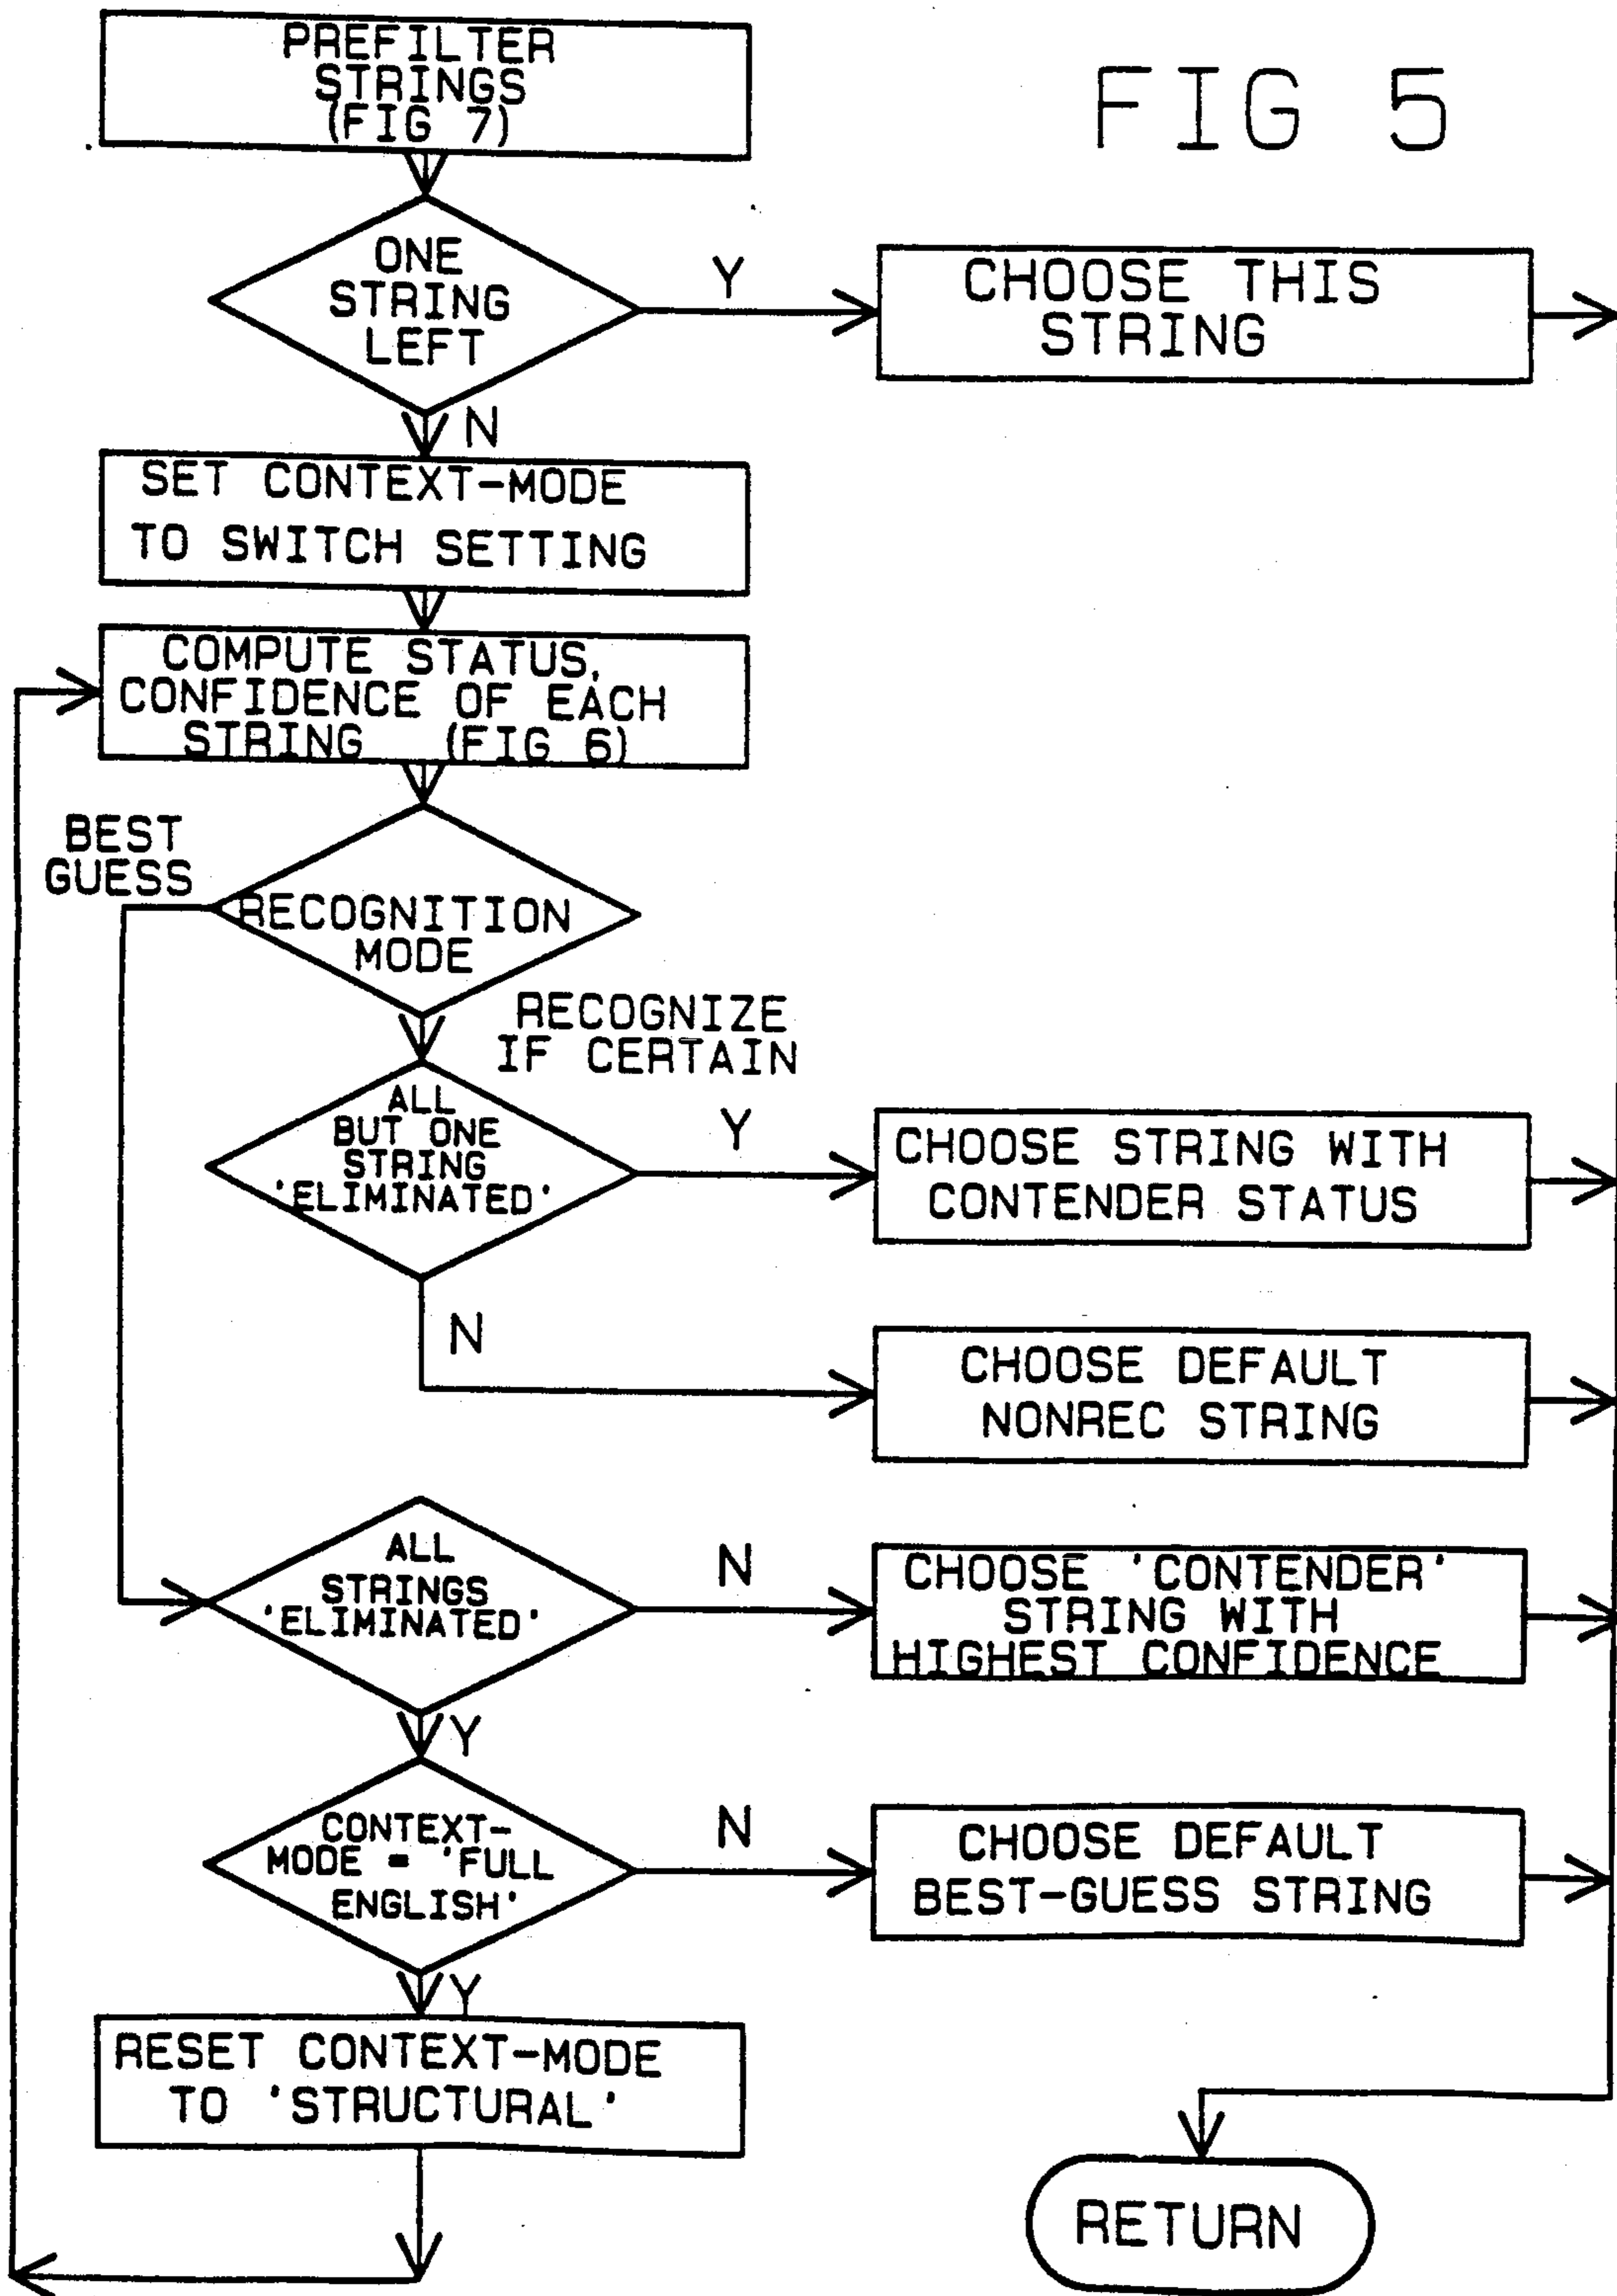 FIG 5
PREFILTER
STRINGS
(FIG 7)
ONE
STRING
LEFT
Y
CHOOSE THIS
STRING
N
SET CONTEXT-MODE
TO SWITCH SETTING
COMPUTE STATUS,
CONFIDENCE OF EACH
STRING (FIG 6)
BEST
GUESS
RECOGNITION
MODE
RECOGNIZE
IF CERTAIN
ALL
BUT ONE
STRING
'ELIMINATED'
Y
CHOOSE STRING WITH
CONTENDER STATUS
N
CHOOSE DEFAULT
NONREC STRING
ALL
STRINGS
'ELIMINATED'
N
CHOOSE 'CONTENDER'
STRING WITH
HIGHEST CONFIDENCE
Y
CONTEXT-
MODE = 'FULL
ENGLISH'
N
CHOOSE DEFAULT
BEST-GUESS STRING
Y
RESET CONTEXT-MODE
TO 'STRUCTURAL'
RETURN